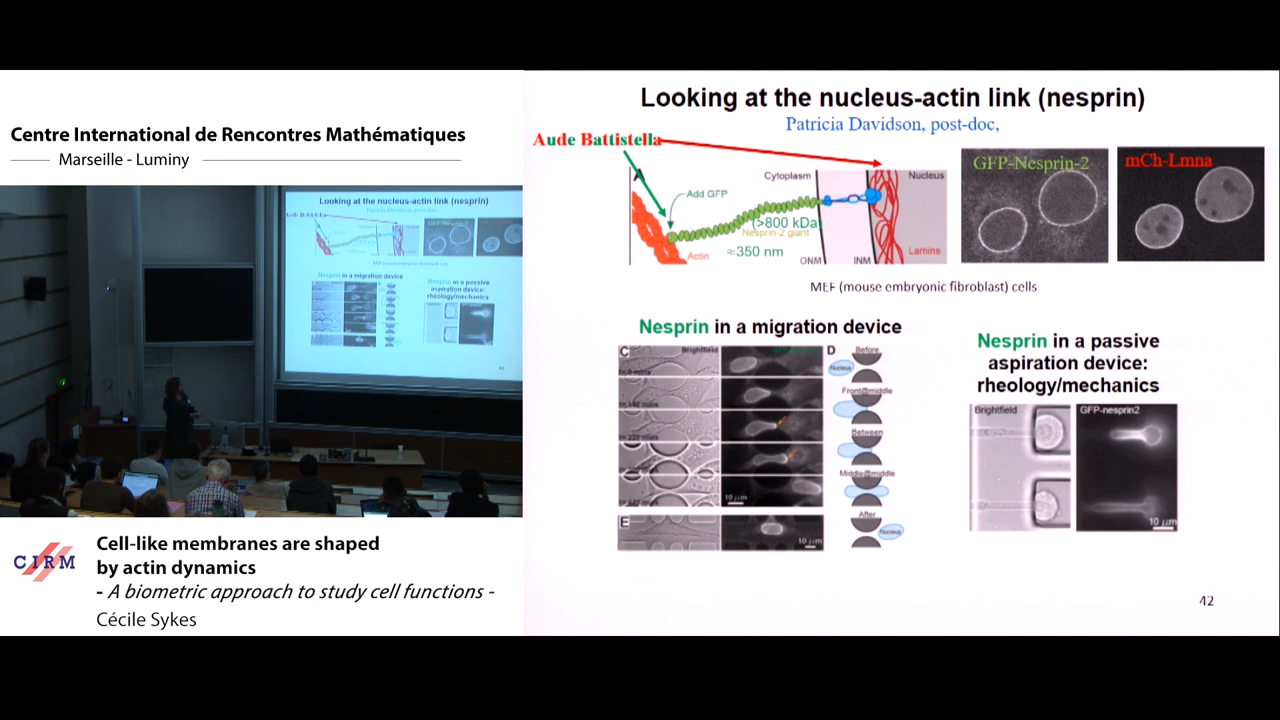 Centre International de Rencontres Mathématiques
Marseille - Luminy
CIRM
Cell-like membranes are shaped
by actin dynamics
- A biometric approach to study cell functions -
Cécile Sykes
Looking at the nucleus-actin link (nesprin)
Patricia Davidson, post-doc,
Aude Battistella
A
Add GFP
Cytoplasm
Nucleus
(>800 kDa)
Nesprin-2 giant
≈350 nm
Actin
ONM
INM
Lamins
GFP-Nesprin-2
mCh-Lmna
MEF (mouse embryonic fibroblast) cells
Nesprin in a migration device
C
Brightfield
10 µm
E
10 µm
D
Before
Nucleus
Front@middle
Between
Middle@middle
After
Nucleus
Nesprin in a passive
aspiration device:
rheology/mechanics
Brightfield
GFP-nesprin2
10 µm
42